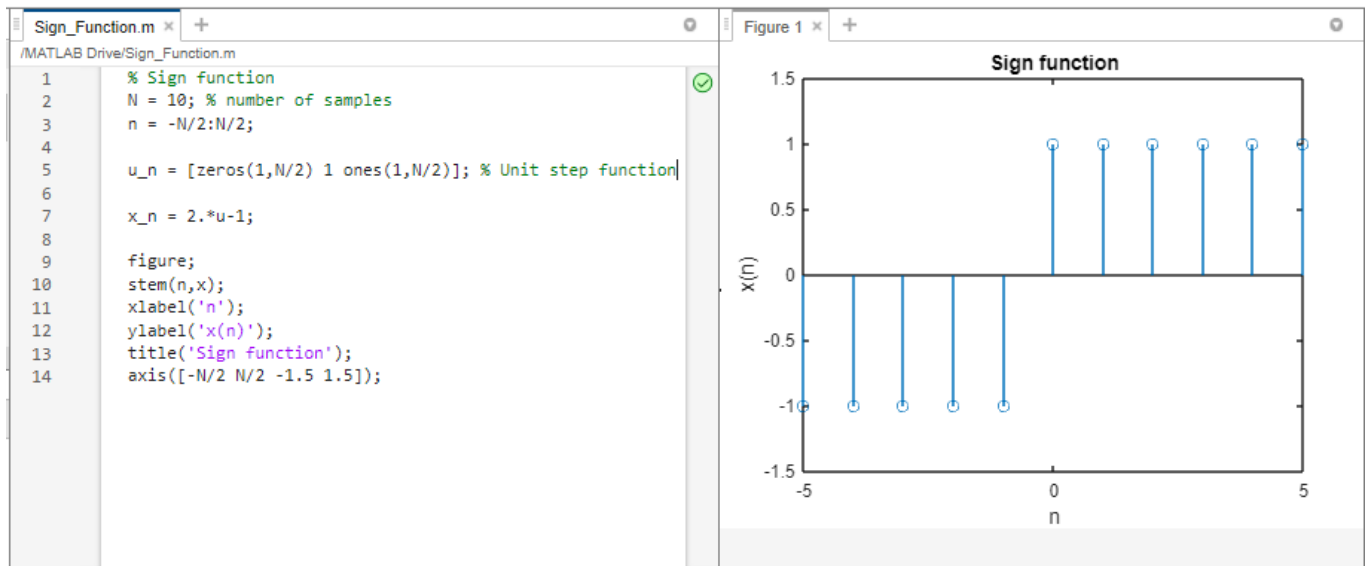 Sign_Function.m × +
/MATLAB Drive/Sign_Function.m
1 % Sign function
2 N = 10; % number of samples
3 n = -N/2:N/2;
4
5 u_n = [zeros(1,N/2) 1 ones(1,N/2)]; % Unit step function
6
7 x_n = 2.*u-1;
8
9 figure;
10 stem(n,x);
11 xlabel('n');
12 ylabel('x(n)');
13 title('Sign function');
14 axis([-N/2 N/2 -1.5 1.5]);
Figure 1 × +
Sign function
1.5
1
0.5
0
-0.5
-1
-1.5
x(n)
-5 0 5
n